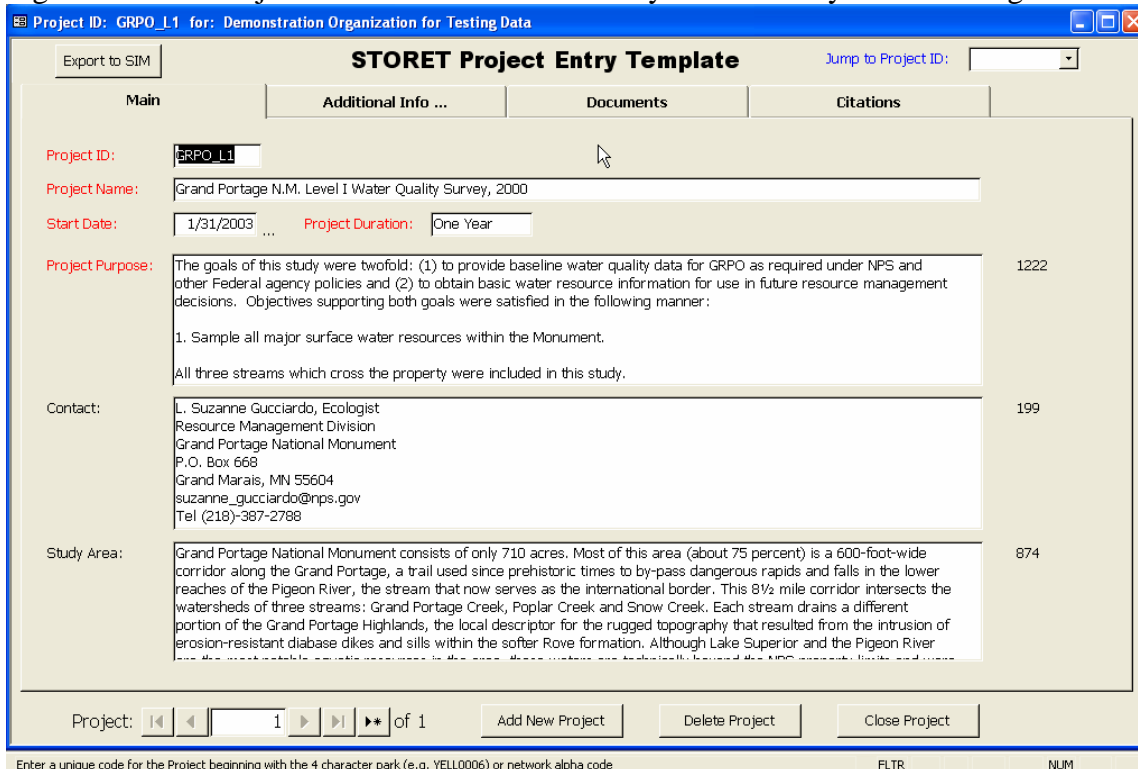 Project ID: GRPO_L1 for: Demonstration Organization for Testing Data
Export to SIM
STORET Project Entry Template
Jump to Project ID:
Main
Additional Info ...
Documents
Citations
Project ID: GRPO_L1
Project Name: Grand Portage N.M. Level I Water Quality Survey, 2000
Start Date: 1/31/2003 ... Project Duration: One Year
Project Purpose: The goals of this study were twofold: (1) to provide baseline water quality data for GRPO as required under NPS and 1222
other Federal agency policies and (2) to obtain basic water resource information for use in future resource management
decisions. Objectives supporting both goals were satisfied in the following manner:
1. Sample all major surface water resources within the Monument.
All three streams which cross the property were included in this study.
Contact: L. Suzanne Gucciardo, Ecologist 199
Resource Management Division
Grand Portage National Monument
P.O. Box 668
Grand Marais, MN 55604
suzanne_gucciardo@nps.gov
Tel (218)-387-2788
Study Area: Grand Portage National Monument consists of only 710 acres. Most of this area (about 75 percent) is a 600-foot-wide 874
corridor along the Grand Portage, a trail used since prehistoric times to by-pass dangerous rapids and falls in the lower
reaches of the Pigeon River, the stream that now serves as the international border. This 8½ mile corridor intersects the
watersheds of three streams: Grand Portage Creek, Poplar Creek and Snow Creek. Each stream drains a different
portion of the Grand Portage Highlands, the local descriptor for the rugged topography that resulted from the intrusion of
erosion-resistant diabase dikes and sills within the softer Rove formation. Although Lake Superior and the Pigeon River
Project: 1 of 1
Add New Project
Delete Project
Close Project
Enter a unique code for the Project beginning with the 4 character park (e.g. YELL0006) or network alpha code
FLTR
NUM